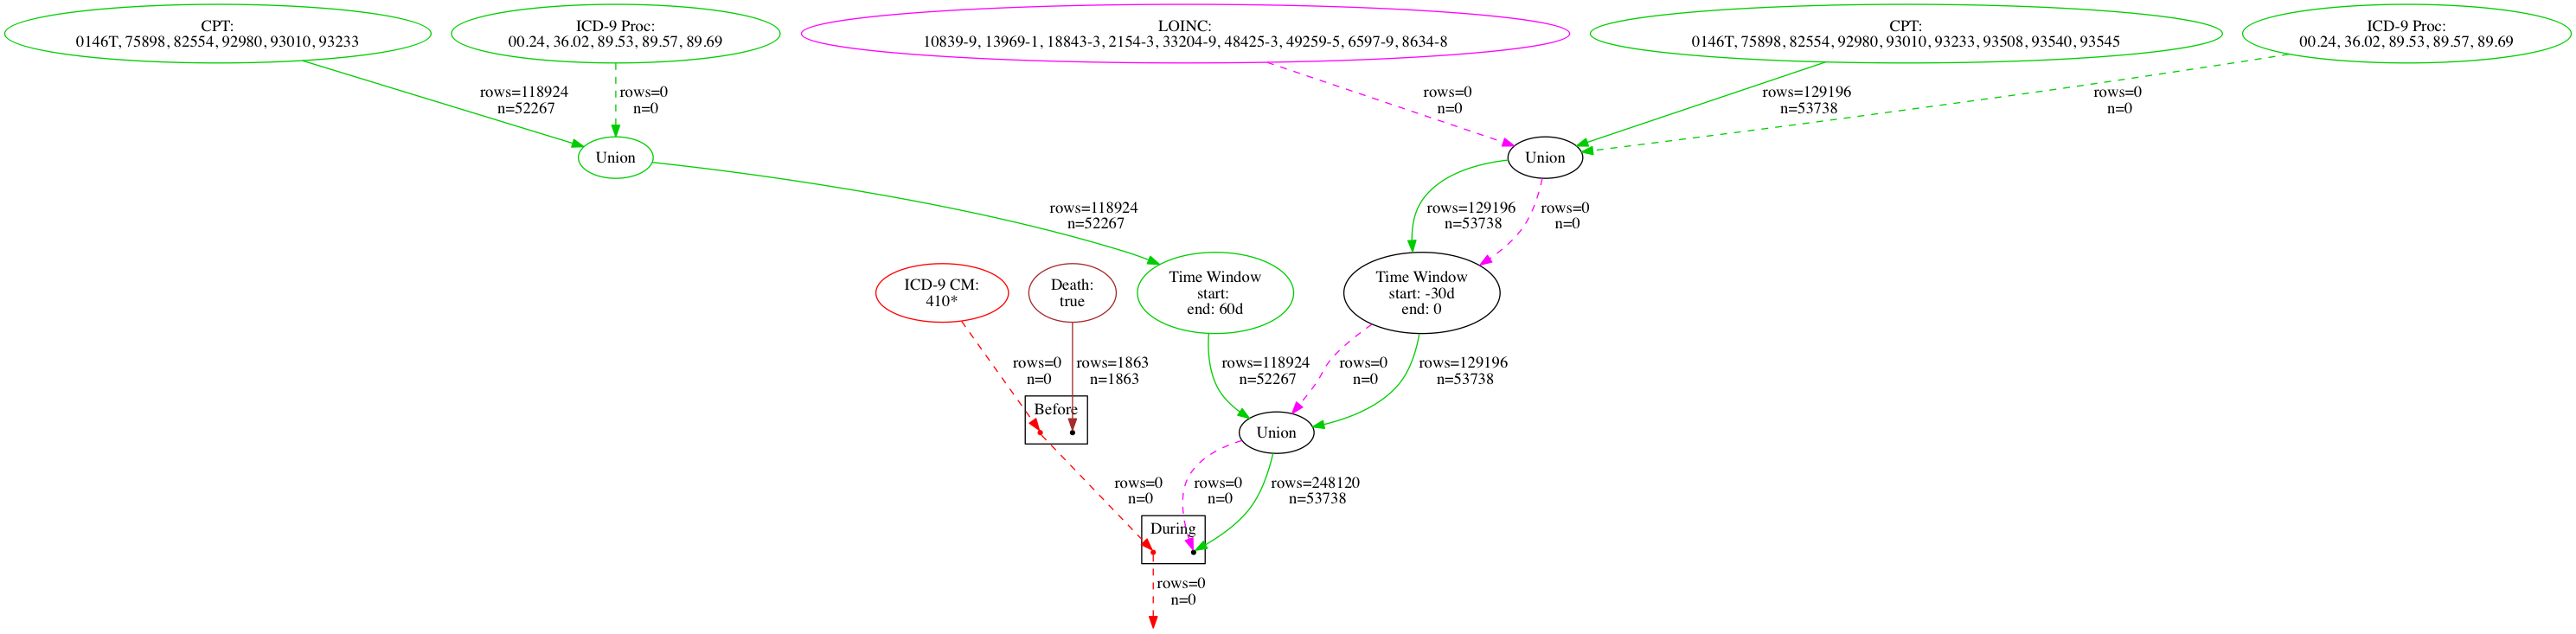 CPT:
0146T, 75898, 82554, 92980, 93010, 93233
ICD-9 Proc:
00.24, 36.02, 89.53, 89.57, 89.69
LOINC:
10839-9, 13969-1, 18843-3, 2154-3, 33204-9, 48425-3, 49259-5, 6597-9, 8634-8
CPT:
0146T, 75898, 82554, 92980, 93010, 93233, 93508, 93540, 93545
ICD-9 Proc:
00.24, 36.02, 89.53, 89.57, 89.69
rows=118924
n=52267
rows=0
n=0
rows=0
n=0
rows=129196
n=53738
rows=0
n=0
Union
Union
rows=118924
n=52267
rows=129196
n=53738
rows=0
n=0
ICD-9 CM:
410*
Death:
true
Time Window
start:
end: 60d
Time Window
start: -30d
end: 0
rows=0
n=0
rows=1863
n=1863
rows=118924
n=52267
rows=0
n=0
rows=129196
n=53738
Before
Union
rows=0
n=0
rows=0
n=0
rows=248120
n=53738
During
rows=0
n=0